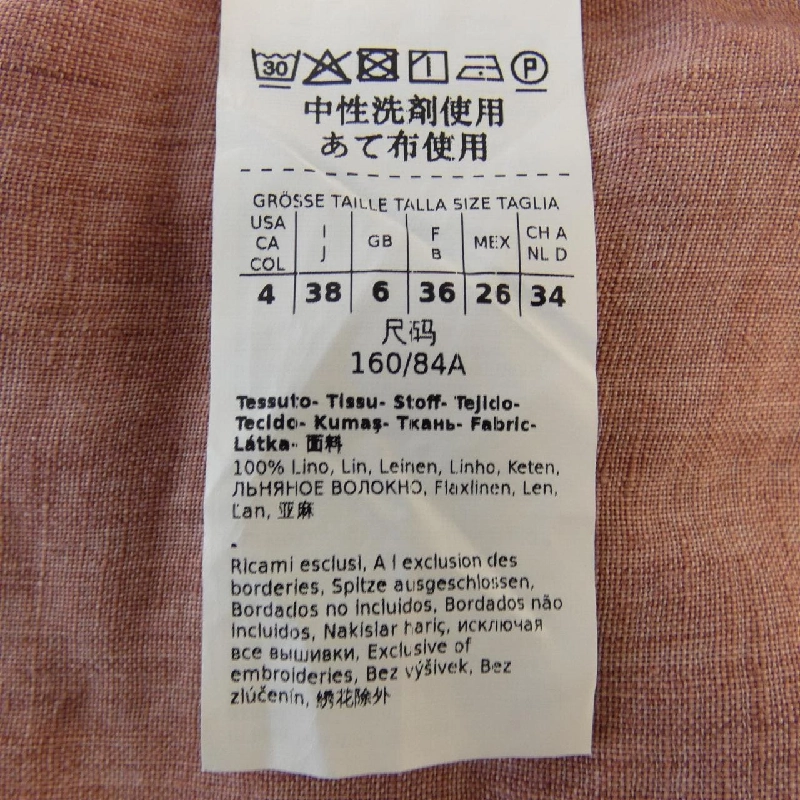 30 P
中性洗剤使用
あて布使用
GRÖSSE TAILLE TALLA SIZE TAGLIA
USA CA COL I J GB F B MEX CH A NL D
4 38 6 36 26 34
尺码
160/84A
Tessuto- Tissu- Stoff- Tejido-
Tecido- Kumaş- Ткань- Fabric-
Látka- 面料
100% Lino, Lin, Leinen, Linho, Keten,
ЛЬНЯНОЕ ВОЛОКНО, Flaxlinen, Len,
Ľan, 亚麻
-
Ricami esclusi, A l exclusion des
borderies, Spitze ausgeschlossen,
Bordados no incluidos, Bordados não
incluidos, Nakislar hariç, исключая
все вышивки, Exclusive of
embroideries, Bez výšivek, Bez
zlúčenín, 绣花除外